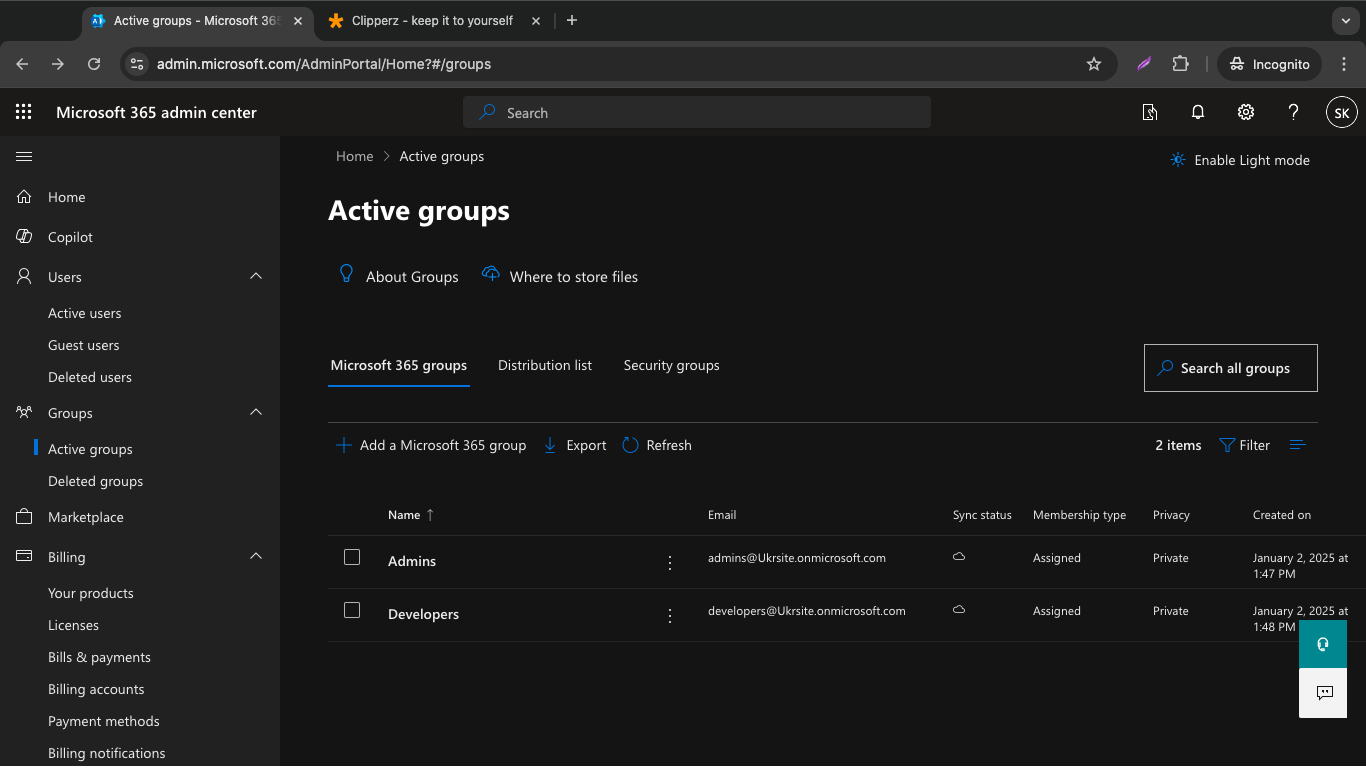 Active groups - Microsoft 365
Clipperz - keep it to yourself
admin.microsoft.com/AdminPortal/Home?#/groups
Incognito
Microsoft 365 admin center
Search
SK
Home
Copilot
Users
Active users
Guest users
Deleted users
Groups
Active groups
Deleted groups
Marketplace
Billing
Your products
Licenses
Bills & payments
Billing accounts
Payment methods
Billing notifications
Home > Active groups
Enable Light mode
Active groups
About Groups
Where to store files
Microsoft 365 groups
Distribution list
Security groups
Search all groups
Add a Microsoft 365 group
Export
Refresh
2 items
Filter
Name ↑
Email
Sync status
Membership type
Privacy
Created on
Admins
admins@Ukrsite.onmicrosoft.com
Assigned
Private
January 2, 2025 at
1:47 PM
Developers
developers@Ukrsite.onmicrosoft.com
Assigned
Private
January 2, 2025 at
1:48 PM